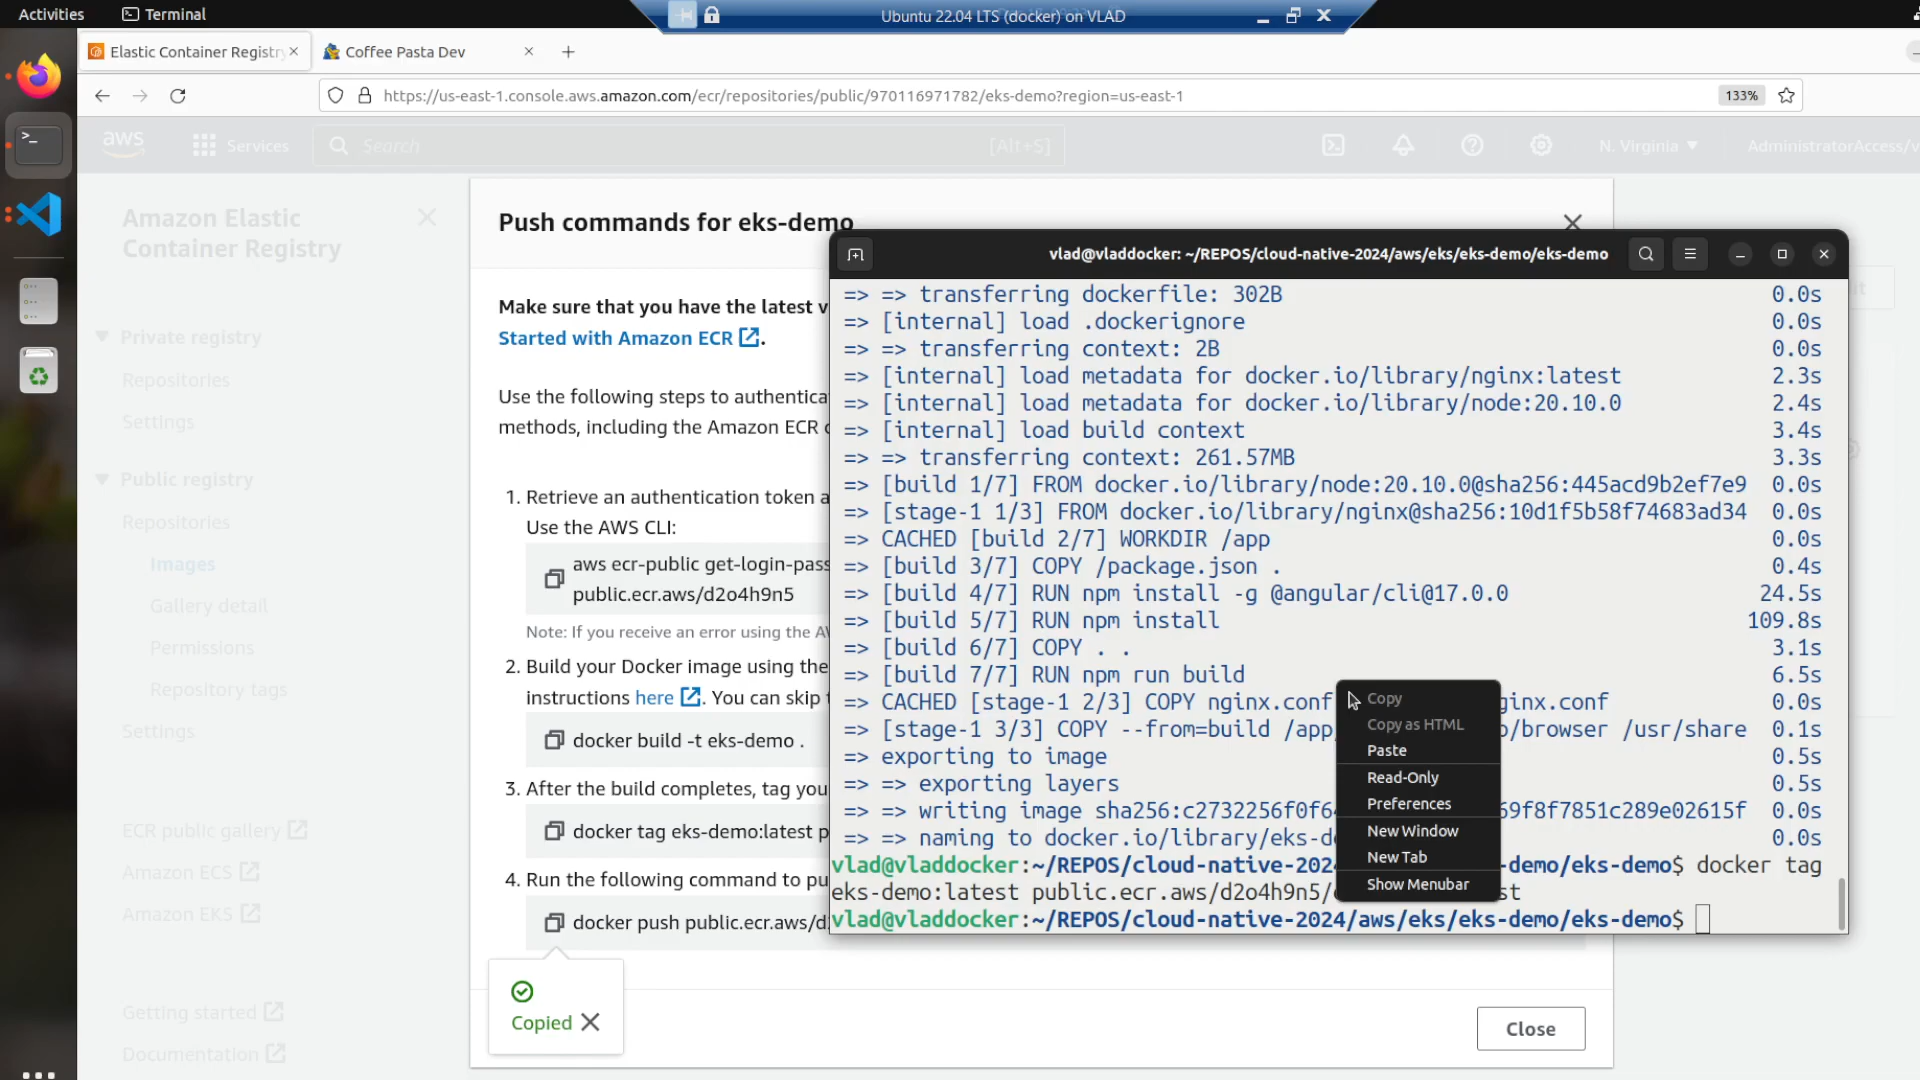 Activities
Terminal
Ubuntu 22.04 LTS (docker) on VLAD
Elastic Container Registry
Coffee Pasta Dev
https://us-east-1.console.aws.amazon.com/ecr/repositories/public/970116971782/eks-demo?region=us-east-1
133%
aws
Services
Search
[Alt+S]
N. Virginia
AdministratorAccess/v
Amazon Elastic
Container Registry
Private registry
Repositories
Settings
Public registry
Repositories
Images
Gallery detail
Permissions
Repository tags
Settings
ECR public gallery
Amazon ECS
Amazon EKS
Getting started
Documentation
Push commands for eks-demo
Make sure that you have the latest v
Started with Amazon ECR .
Use the following steps to authentica
methods, including the Amazon ECR c
1. Retrieve an authentication token a
Use the AWS CLI:
aws ecr-public get-login-pass
public.ecr.aws/d2o4h9n5
Note: If you receive an error using the AW
2. Build your Docker image using the
instructions here . You can skip t
docker build -t eks-demo .
3. After the build completes, tag you
docker tag eks-demo:latest p
4. Run the following command to pu
docker push public.ecr.aws/d
Copied
Close
vlad@vladdocker: ~/REPOS/cloud-native-2024/aws/eks/eks-demo/eks-demo
=> => transferring dockerfile: 302B 0.0s
=> [internal] load .dockerignore 0.0s
=> => transferring context: 2B 0.0s
=> [internal] load metadata for docker.io/library/nginx:latest 2.3s
=> [internal] load metadata for docker.io/library/node:20.10.0 2.4s
=> [internal] load build context 3.4s
=> => transferring context: 261.57MB 3.3s
=> [build 1/7] FROM docker.io/library/node:20.10.0@sha256:445acd9b2ef7e9 0.0s
=> [stage-1 1/3] FROM docker.io/library/nginx@sha256:10d1f5b58f74683ad34 0.0s
=> CACHED [build 2/7] WORKDIR /app 0.0s
=> [build 3/7] COPY /package.json . 0.4s
=> [build 4/7] RUN npm install -g @angular/cli@17.0.0 24.5s
=> [build 5/7] RUN npm install 109.8s
=> [build 6/7] COPY . . 3.1s
=> [build 7/7] RUN npm run build 6.5s
=> CACHED [stage-1 2/3] COPY nginx.conf ginx.conf 0.0s
=> [stage-1 3/3] COPY --from=build /app o/browser /usr/share 0.1s
=> exporting to image 0.5s
=> => exporting layers 0.5s
=> => writing image sha256:c2732256f0f6 69f8f7851c289e02615f 0.0s
=> => naming to docker.io/library/eks-d 0.0s
vlad@vladdocker:~/REPOS/cloud-native-202 -demo/eks-demo$ docker tag
eks-demo:latest public.ecr.aws/d2o4h9n5/ st
vlad@vladdocker:~/REPOS/cloud-native-2024/aws/eks/eks-demo/eks-demo$
Copy
Copy as HTML
Paste
Read-Only
Preferences
New Window
New Tab
Show Menubar